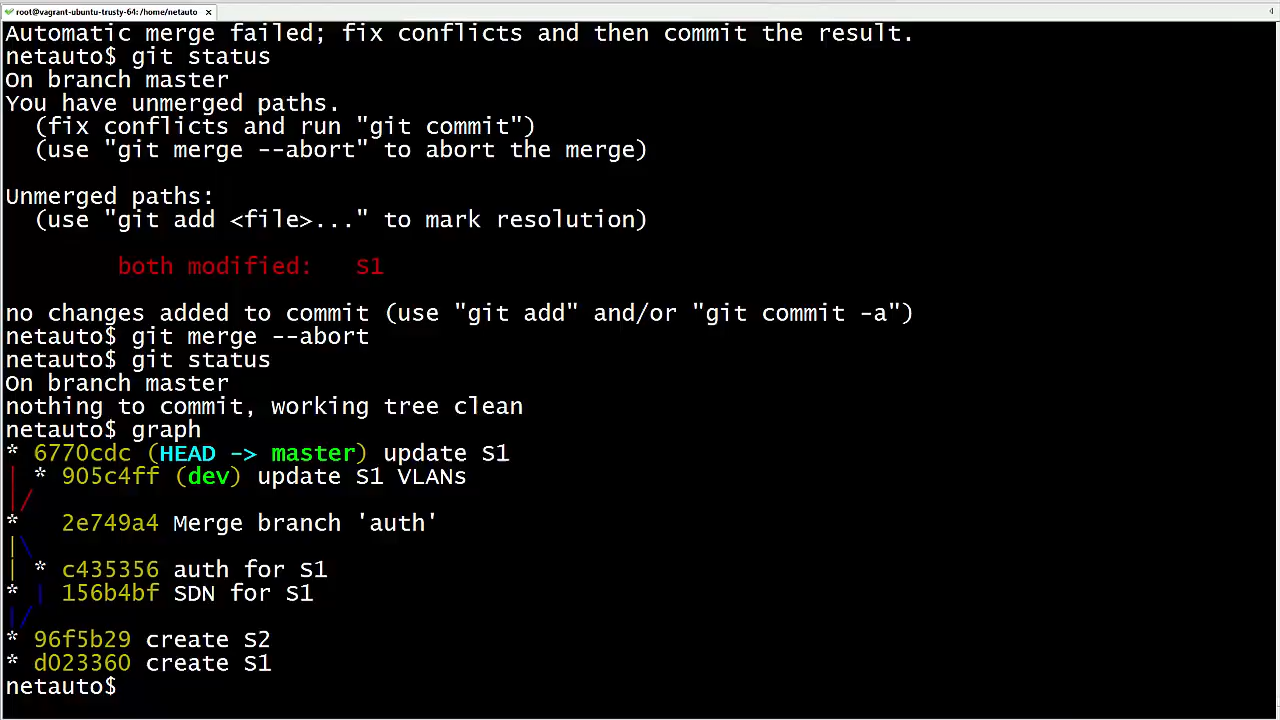 root@vagrant-ubuntu-trusty-64: /home/netauto ×
Automatic merge failed; fix conflicts and then commit the result.
netauto$ git status
On branch master
You have unmerged paths.
  (fix conflicts and run "git commit")
  (use "git merge --abort" to abort the merge)

Unmerged paths:
  (use "git add <file>..." to mark resolution)

        both modified:   S1

no changes added to commit (use "git add" and/or "git commit -a")
netauto$ git merge --abort
netauto$ git status
On branch master
nothing to commit, working tree clean
netauto$ graph
* 6770cdc (HEAD -> master) update S1
| * 905c4ff (dev) update S1 VLANs
|/
*   2e749a4 Merge branch 'auth'
|\
| * c435356 auth for S1
* | 156b4bf SDN for S1
|/
* 96f5b29 create S2
* d023360 create S1
netauto$